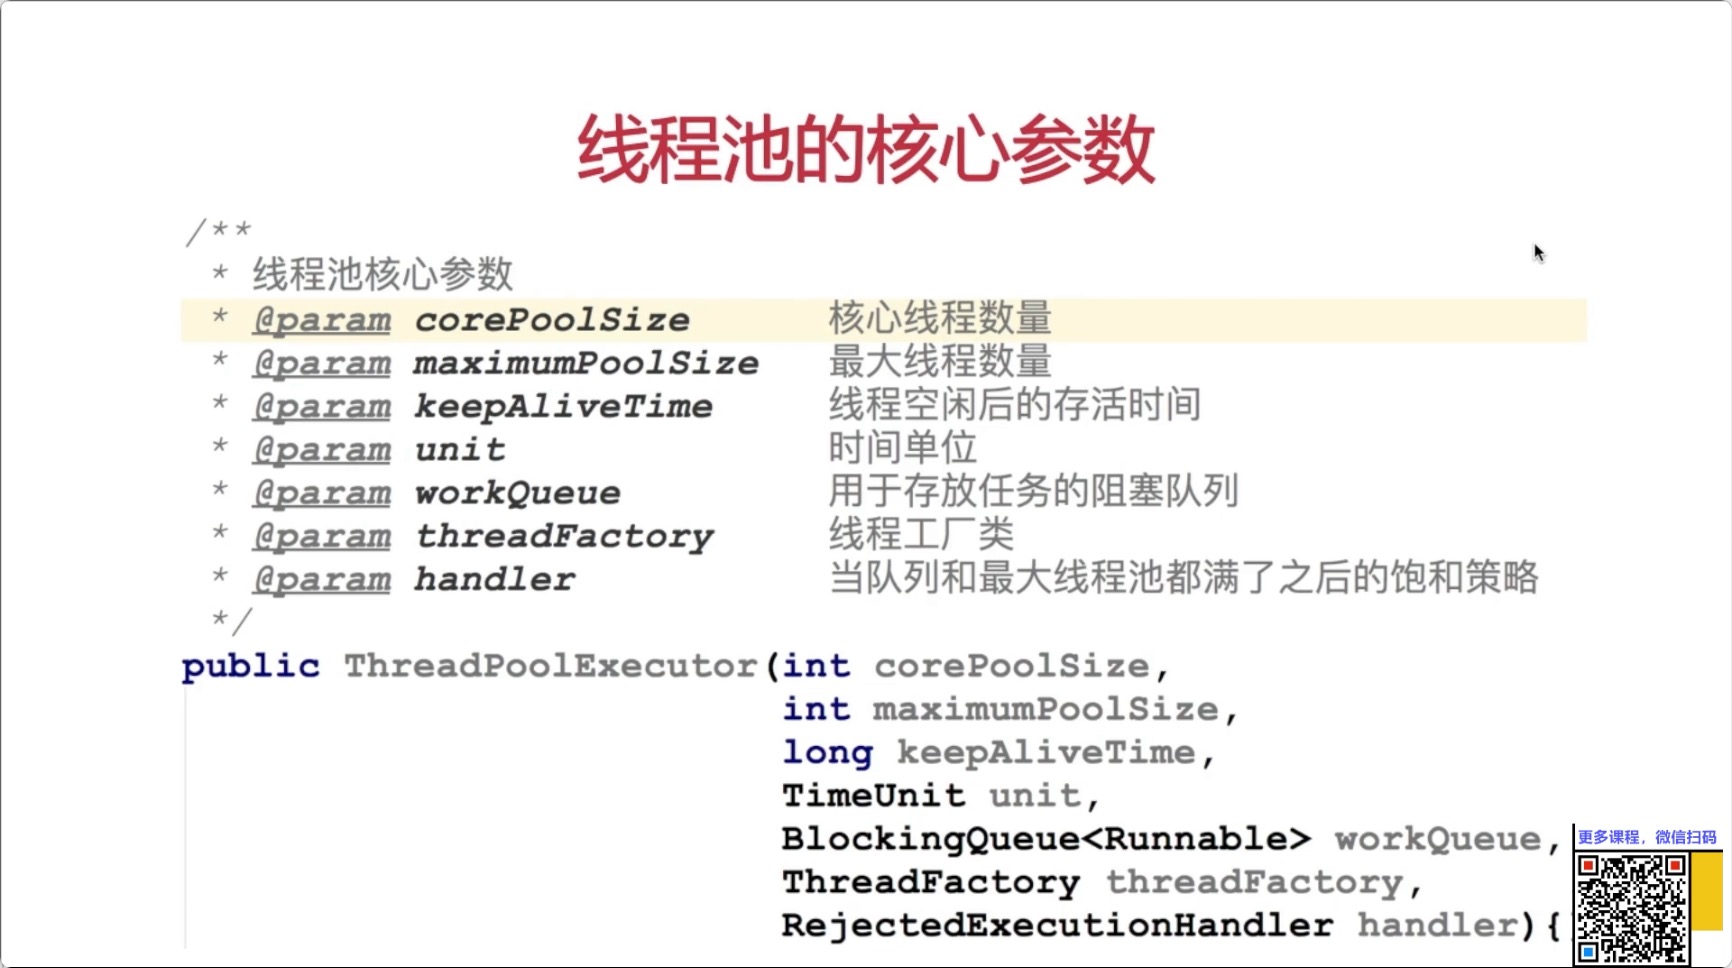 线程池的核心参数
/**
* 线程池核心参数
* @param corePoolSize 核心线程数量
* @param maximumPoolSize 最大线程数量
* @param keepAliveTime 线程空闲后的存活时间
* @param unit 时间单位
* @param workQueue 用于存放任务的阻塞队列
* @param threadFactory 线程工厂类
* @param handler 当队列和最大线程池都满了之后的饱和策略
*/
public ThreadPoolExecutor(int corePoolSize,
int maximumPoolSize,
long keepAliveTime,
TimeUnit unit,
BlockingQueue<Runnable> workQueue,
ThreadFactory threadFactory,
RejectedExecutionHandler handler){
更多课程，微信扫码